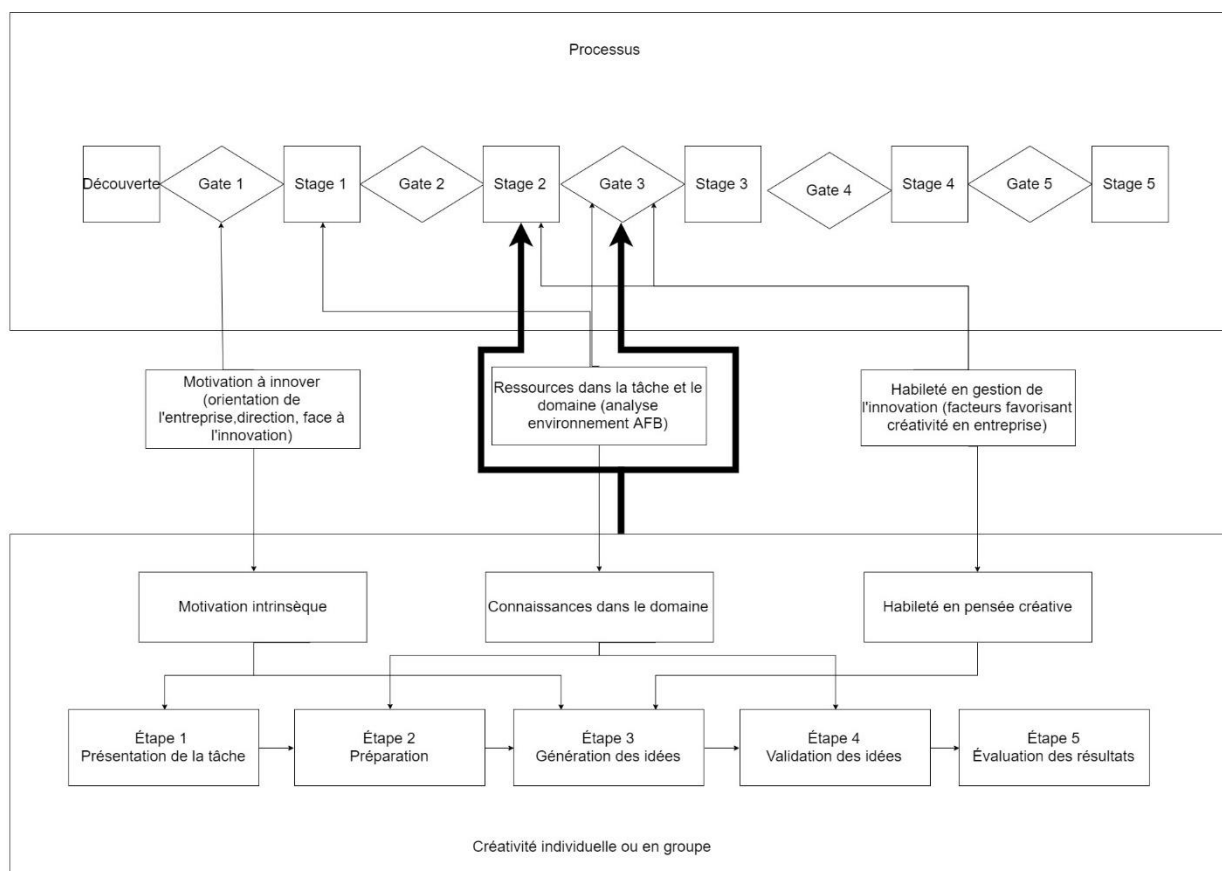 Processus
Découverte
Gate 1
Stage 1
Gate 2
Stage 2
Gate 3
Stage 3
Gate 4
Stage 4
Gate 5
Stage 5
Motivation à innover
(orientation de
l'entreprise,direction, face à
l'innovation)
Ressources dans la tâche et le
domaine (analyse
environnement AFB)
Habileté en gestion de
l'innovation (facteurs favorisant
créativité en entreprise)
Motivation intrinsèque
Connaissances dans le domaine
Habileté en pensée créative
Étape 1
Présentation de la tâche
Étape 2
Préparation
Étape 3
Génération des idées
Étape 4
Validation des idées
Étape 5
Évaluation des résultats
Créativité individuelle ou en groupe